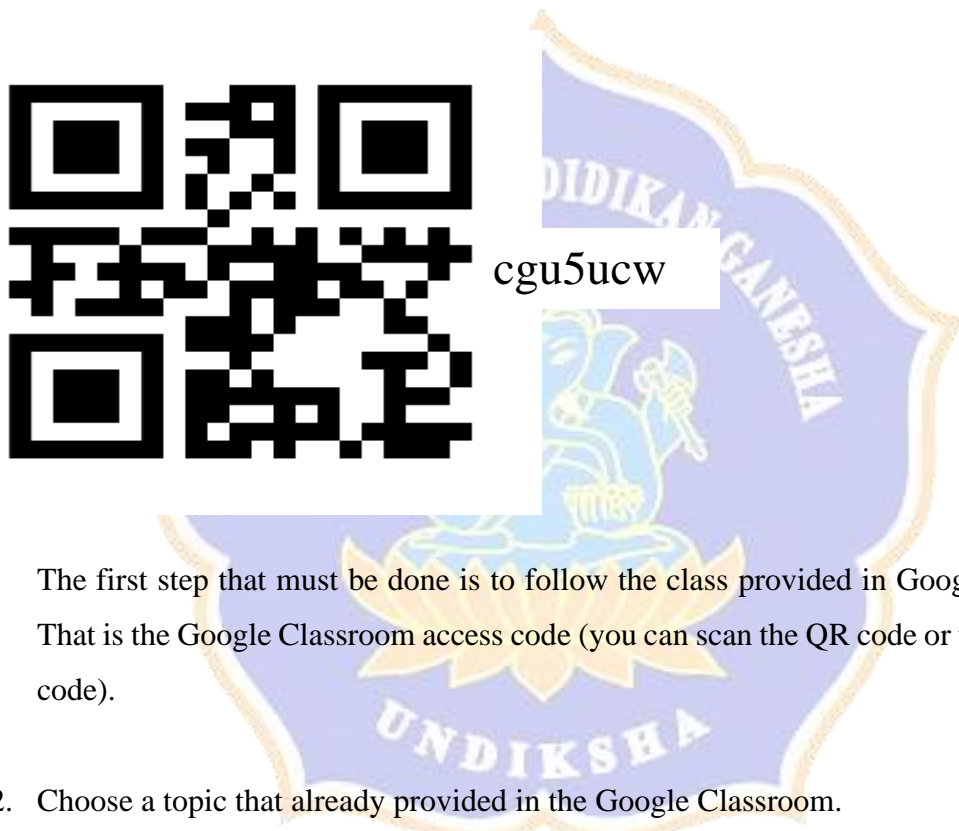 DIDIKAN GANESHA
cgu5ucw
The first step that must be done is to follow the class provided in
That is the Google Classroom access code (you can scan the QR code or
code).
UNDIKSHA
2. Choose a topic that already provided in the Google Classroom.